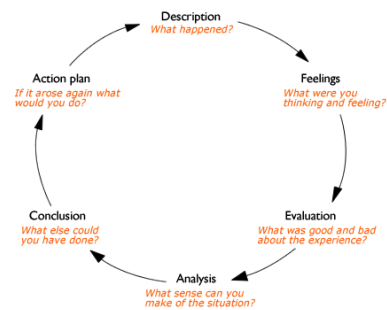 Description
What happened?
Feelings
What were you
thinking and feeling?
Evaluation
What was good and bad
about the experience?
Analysis
What sense can you
make of the situation?
Conclusion
What else could
you have done?
Action plan
If it arose again what
would you do?